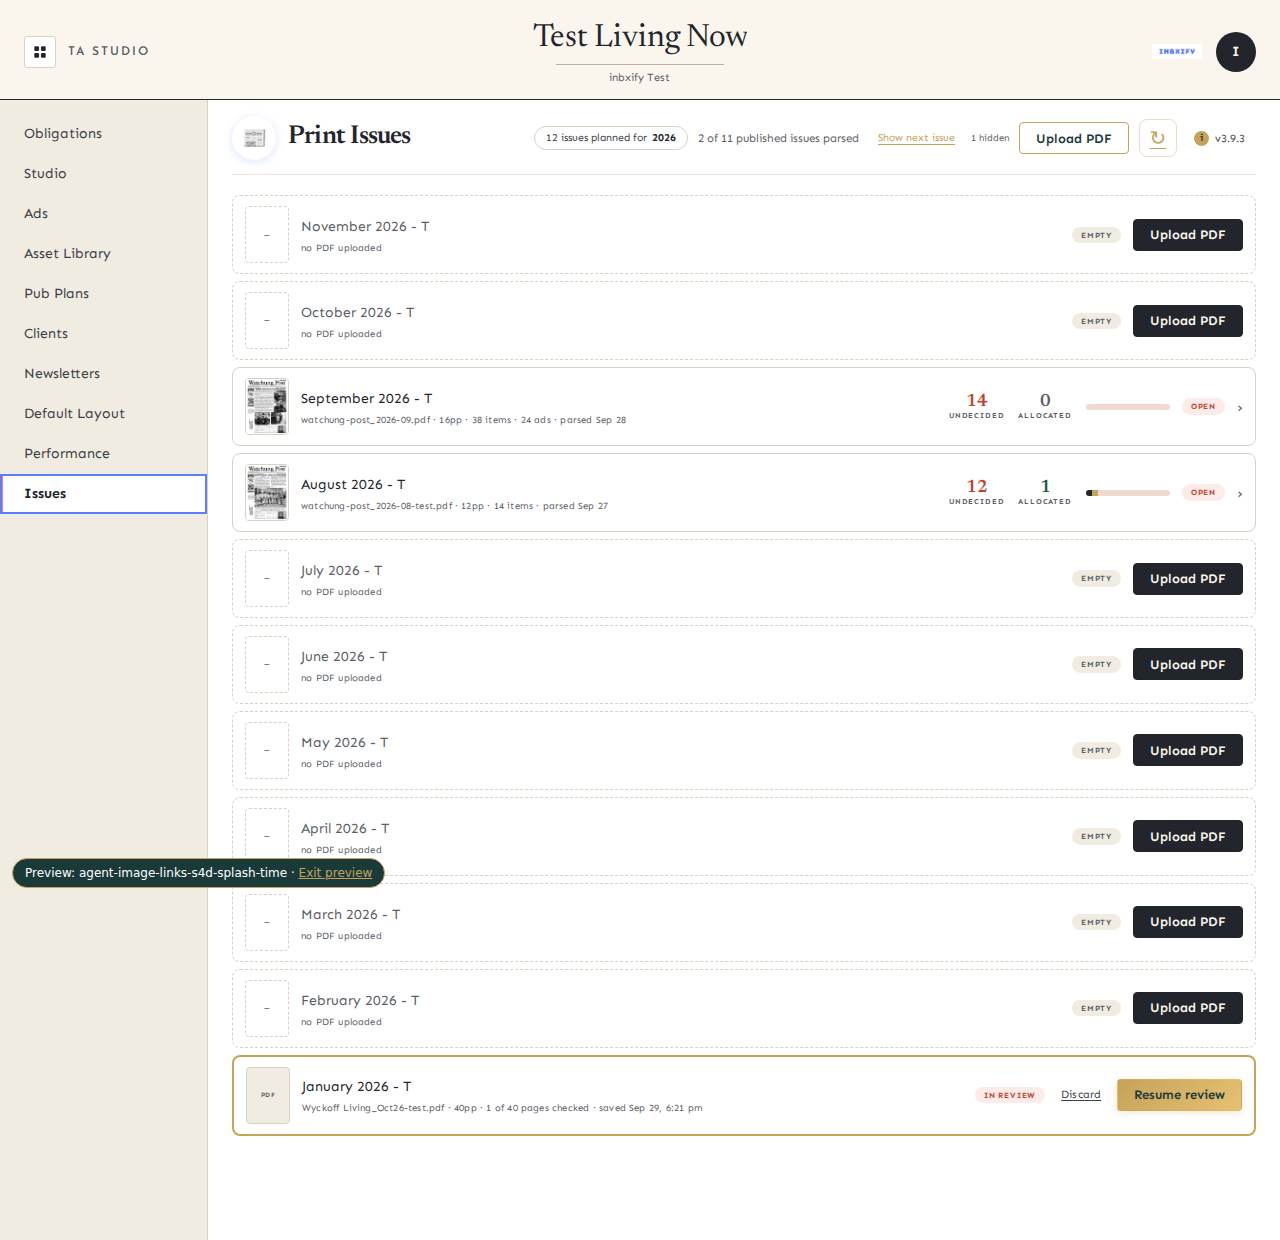 TA STUDIO
Test Living Now
inbxify Test
INBXIFY
I
Obligations
Studio
Ads
Asset Library
Pub Plans
Clients
Newsletters
Default Layout
Performance
Issues
Print Issues
12 issues planned for 2026
2 of 11 published issues parsed
Show next issue
1 hidden
Upload PDF
↻
i v3.9.3
–
November 2026 - T
no PDF uploaded
EMPTY
Upload PDF
–
October 2026 - T
no PDF uploaded
EMPTY
Upload PDF
Watchung Post
September 2026 - T
watchung-post_2026-09.pdf · 16pp · 38 items · 24 ads · parsed Sep 28
14
UNDECIDED
0
ALLOCATED
OPEN
›
Watchung Post
August 2026 - T
watchung-post_2026-08-test.pdf · 12pp · 14 items · parsed Sep 27
12
UNDECIDED
1
ALLOCATED
OPEN
›
–
July 2026 - T
no PDF uploaded
EMPTY
Upload PDF
–
June 2026 - T
no PDF uploaded
EMPTY
Upload PDF
–
May 2026 - T
no PDF uploaded
EMPTY
Upload PDF
–
April 2026 - T
no PDF uploaded
EMPTY
Upload PDF
Preview: agent-image-links-s4d-splash-time · Exit preview
–
March 2026 - T
no PDF uploaded
EMPTY
Upload PDF
–
February 2026 - T
no PDF uploaded
EMPTY
Upload PDF
PDF
January 2026 - T
Wyckoff Living_Oct26-test.pdf · 40pp · 1 of 40 pages checked · saved Sep 29, 6:21 pm
IN REVIEW
Discard
Resume review